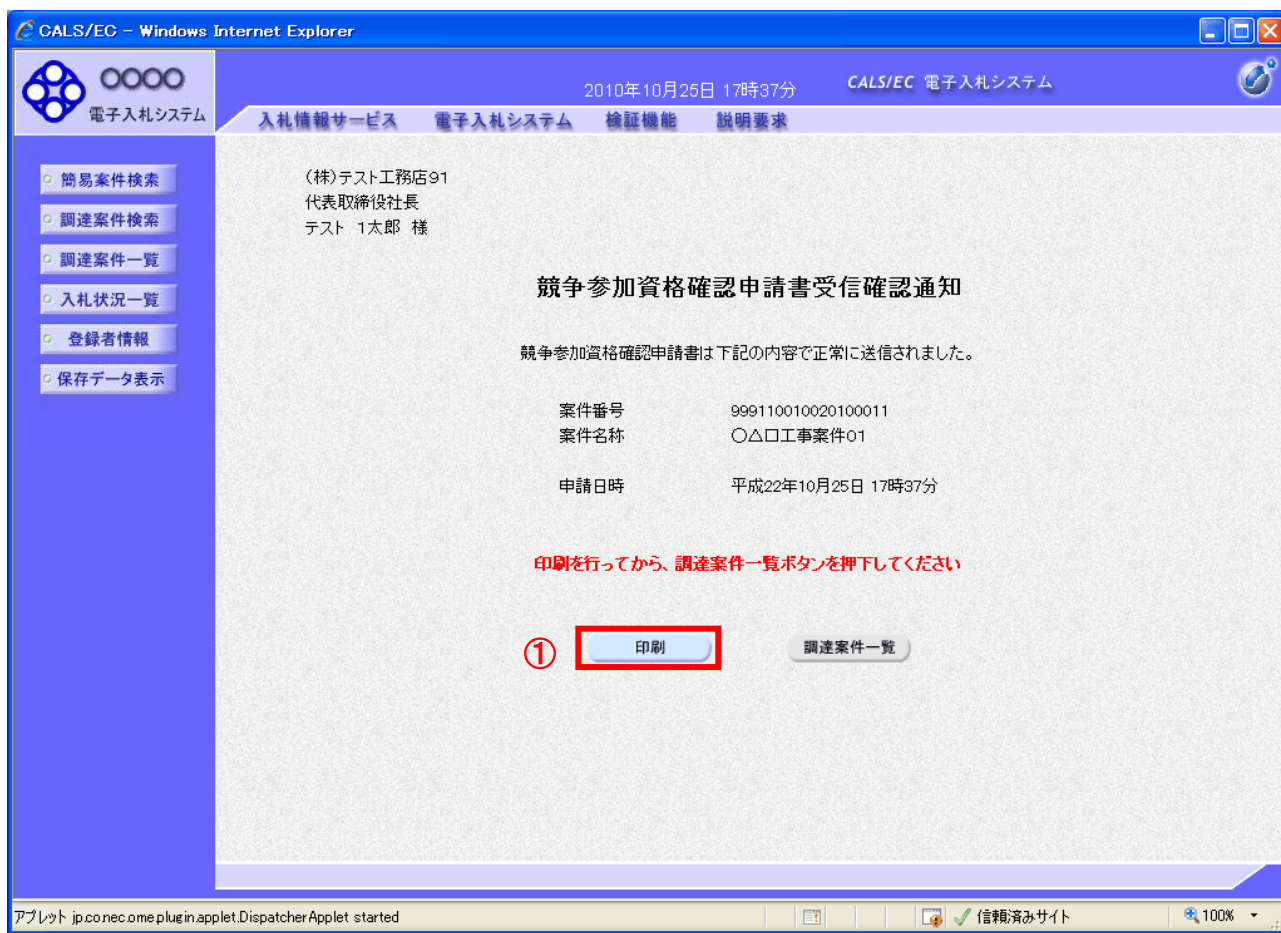 CALS/EC - Windows Internet Explorer
○○○○
電子入札システム
2010年10月25日 17時37分
CALS/EC 電子入札システム
入札情報サービス 電子入札システム 検証機能 説明要求
簡易案件検索
調達案件検索
調達案件一覧
入札状況一覧
登録者情報
保存データ表示
(株)テスト工務店91
代表取締役社長
テスト 1太郎 様
競争参加資格確認申請書受信確認通知
競争参加資格確認申請書は下記の内容で正常に送信されました。
案件番号 999110010020100011
案件名称 ○△□工事案件01
申請日時 平成22年10月25日 17時37分
印刷を行ってから、調達案件一覧ボタンを押下してください
① 印刷 調達案件一覧
アプレット jp.co.nec.ome.plugin.applet.DispatcherApplet started
信頼済みサイト
100%